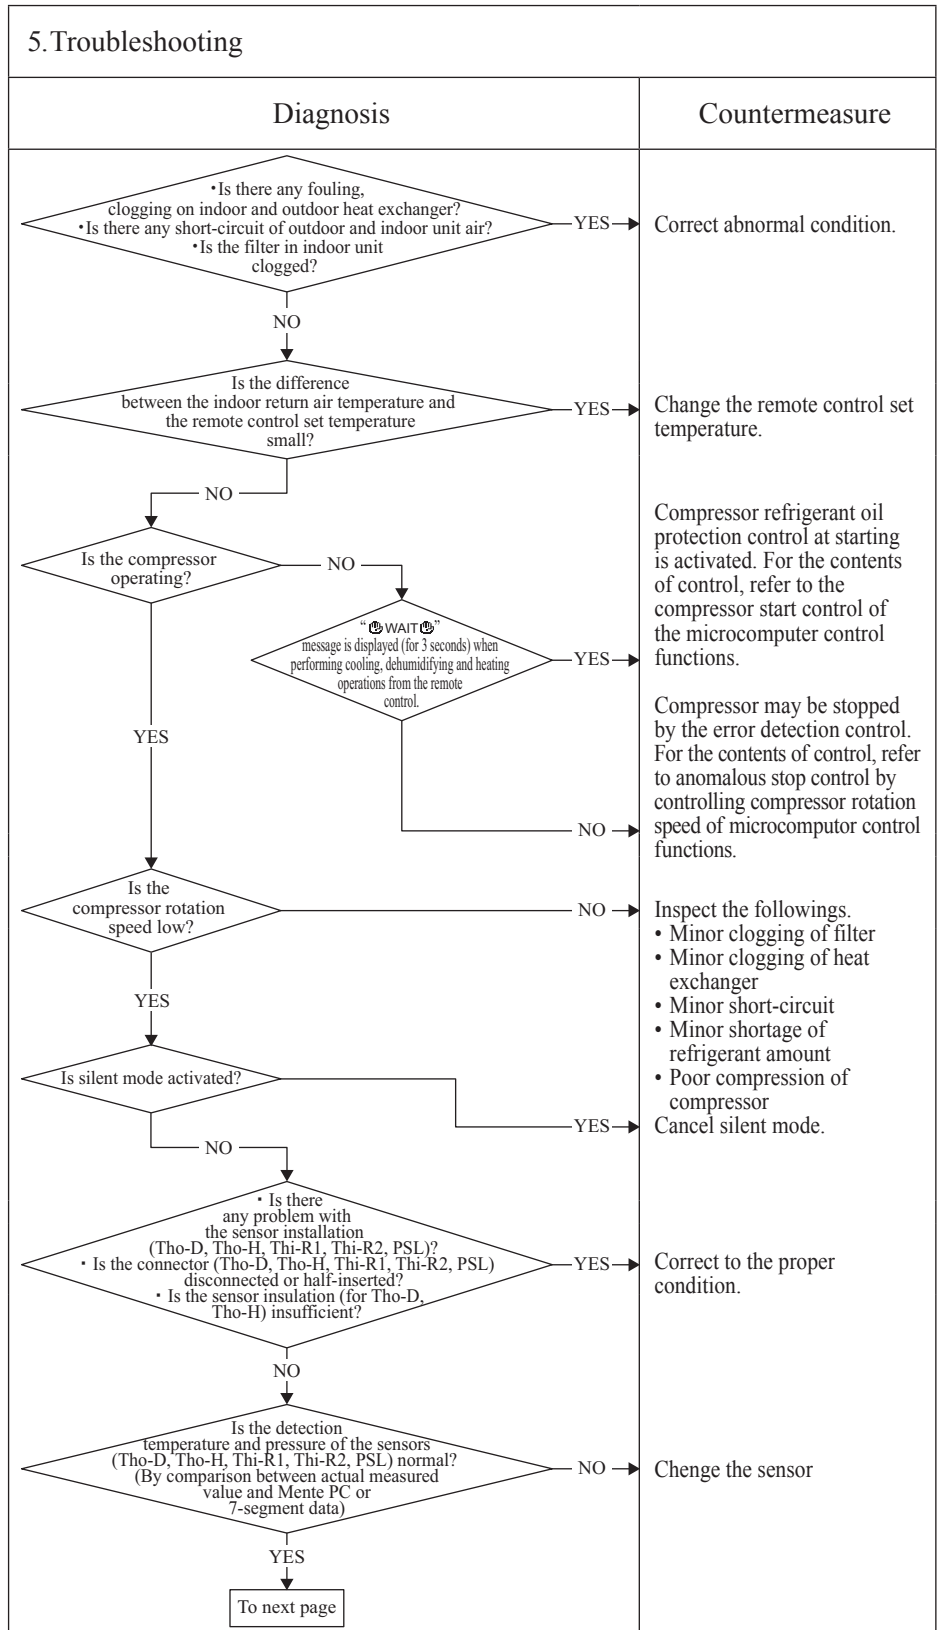 5.Troubleshooting
Diagnosis
Countermeasure
・Is there any fouling,
clogging on indoor and outdoor heat exchanger?
・Is there any short-circuit of outdoor and indoor unit air?
・Is the filter in indoor unit
clogged?
YES
Correct abnormal condition.
NO
Is the difference
between the indoor return air temperature and
the remote control set temperature
small?
YES
Change the remote control set
temperature.
NO
Is the compressor
operating?
NO
“ WAIT ”
message is displayed (for 3 seconds) when
performing cooling, dehumidifying and heating
operations from the remote
control.
YES
Compressor refrigerant oil
protection control at starting
is activated. For the contents
of control, refer to the
compressor start control of
the microcomputer control
functions.
NO
Compressor may be stopped
by the error detection control.
For the contents of control, refer
to anomalous stop control by
controlling compressor rotation
speed of microcomputor control
functions.
YES
Is the
compressor rotation
speed low?
NO
Inspect the followings.
• Minor clogging of filter
• Minor clogging of heat
exchanger
• Minor short-circuit
• Minor shortage of
refrigerant amount
• Poor compression of
compressor
YES
Is silent mode activated?
YES
Cancel silent mode.
NO
・Is there
any problem with
the sensor installation
(Tho-D, Tho-H, Thi-R1, Thi-R2, PSL)?
・Is the connector (Tho-D, Tho-H, Thi-R1, Thi-R2, PSL)
disconnected or half-inserted?
・Is the sensor insulation (for Tho-D,
Tho-H) insufficient?
YES
Correct to the proper
condition.
NO
Is the detection
temperature and pressure of the sensors
(Tho-D, Tho-H, Thi-R1, Thi-R2, PSL) normal?
(By comparison between actual measured
value and Mente PC or
7-segment data)
NO
Chenge the sensor
YES
To next page